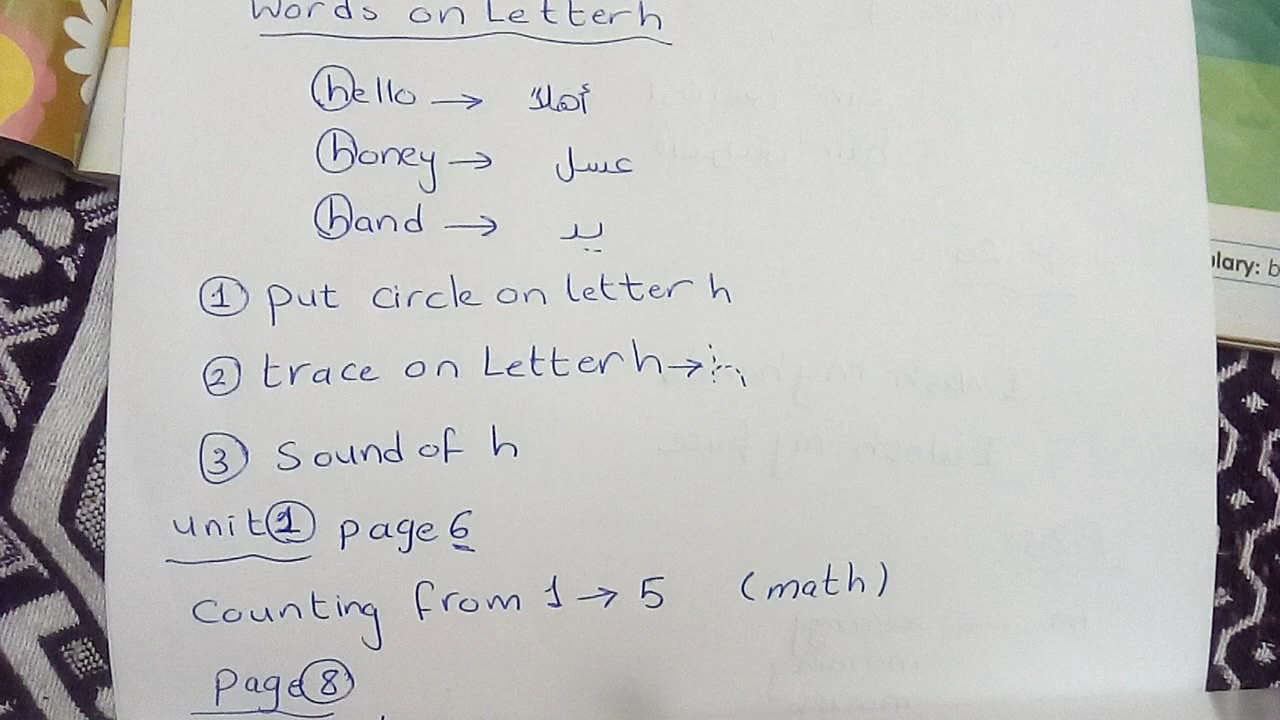 Words on Letter h
hello → أهلاً
honey → عسل
hand → يد
① put circle on letter h
② trace on Letter h →
③ Sound of h
unit ① page 6
Counting from 1 → 5 (math)
page ⑧
lary: b